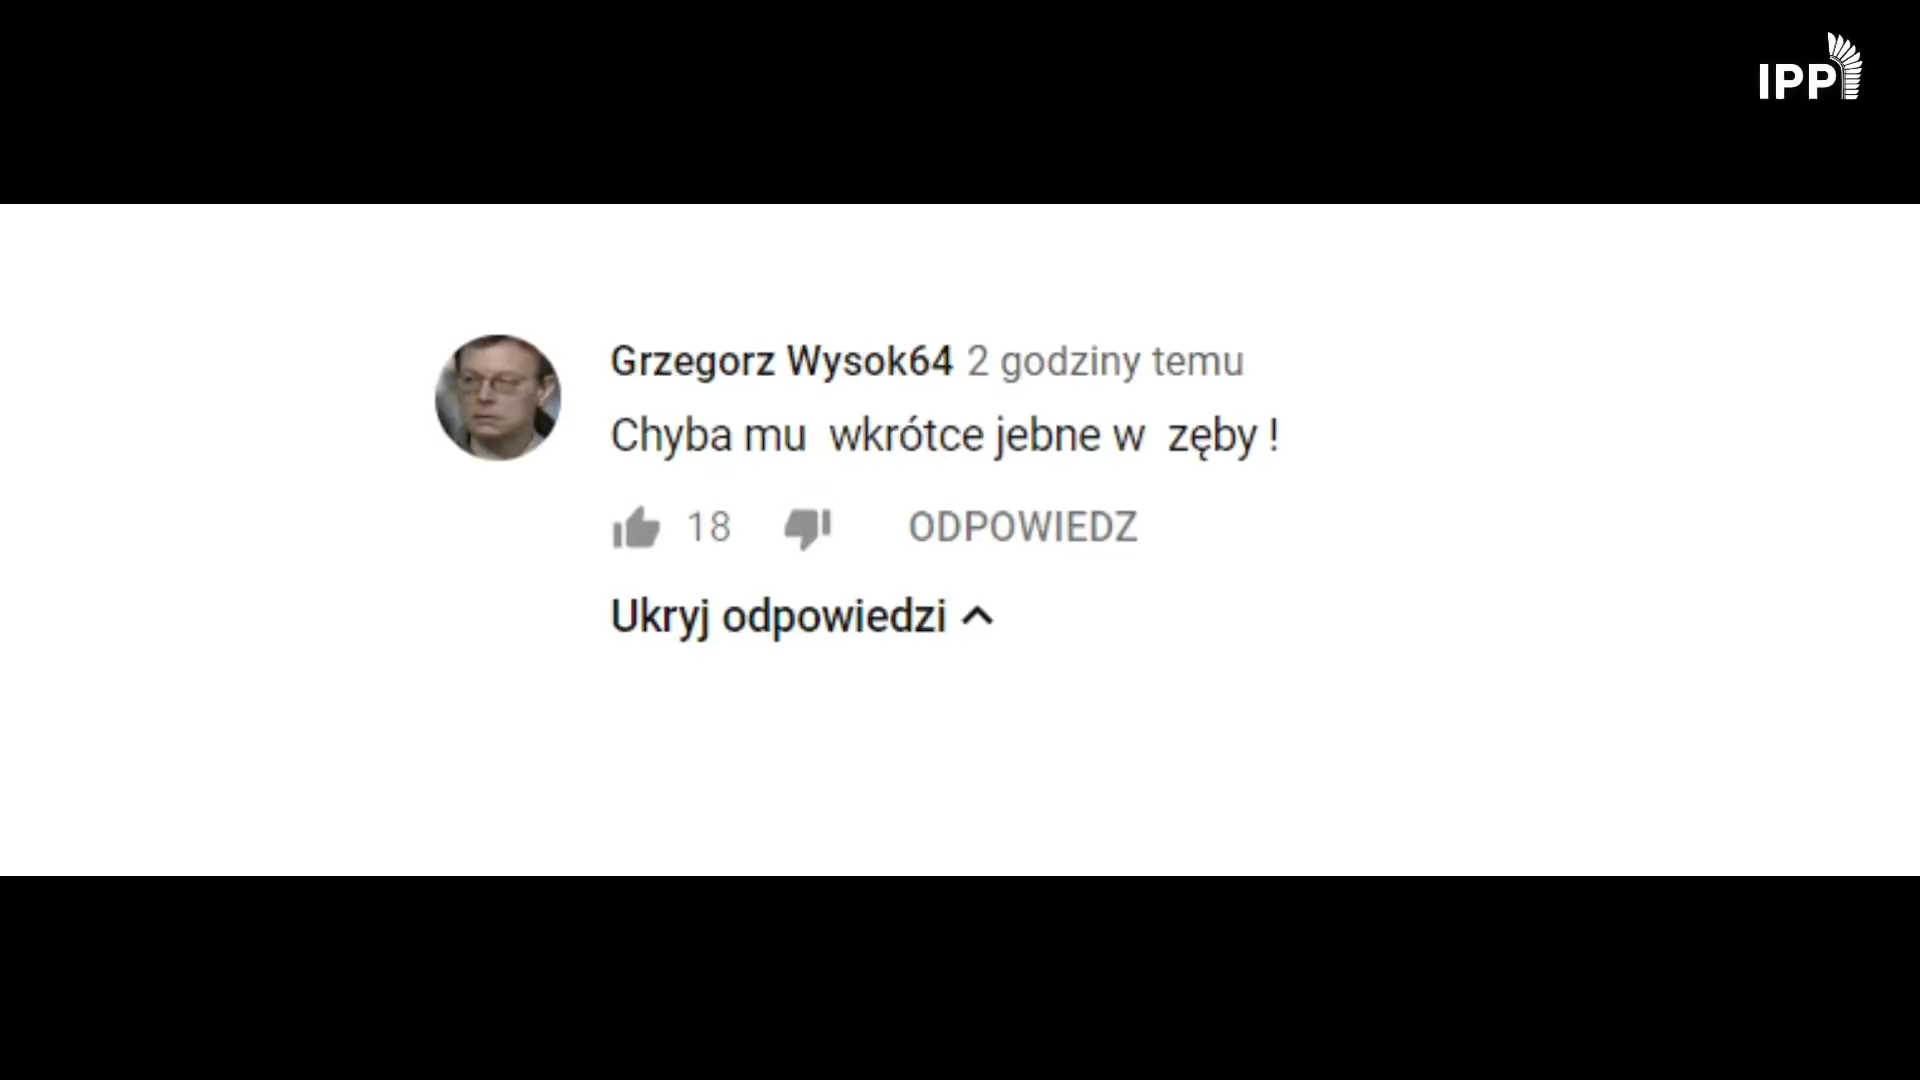 IPP
Grzegorz Wysok64 2 godziny temu
Chyba mu  wkrótce jebne w  zęby !
18 ODPOWIEDZ
Ukryj odpowiedzi